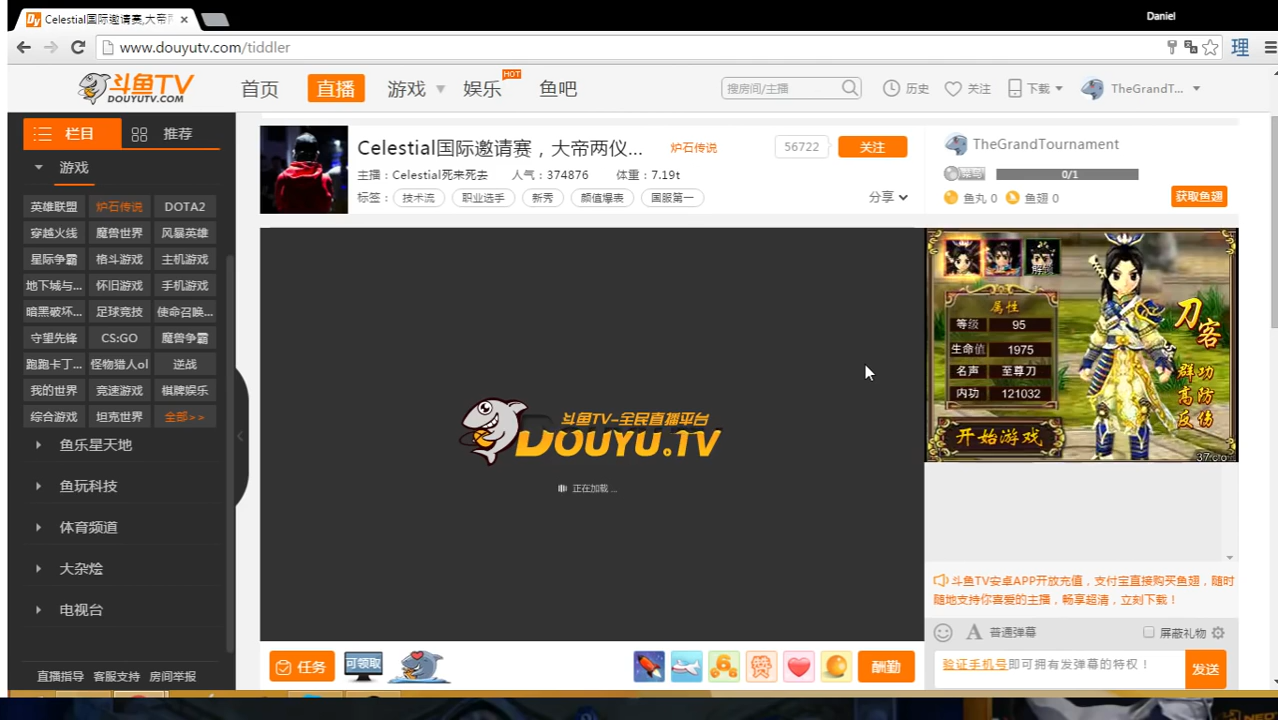 Daniel
Celestial国际邀请赛,大帝
www.douyutv.com/tiddler
斗鱼TV
DOUYUTV.COM
首页
直播
游戏
娱乐
HOT
鱼吧
搜房间/主播
历史
关注
下载
TheGrandT...
栏目
推荐
游戏
英雄联盟 炉石传说 DOTA2
穿越火线 魔兽世界 风暴英雄
星际争霸 格斗游戏 主机游戏
地下城与... 怀旧游戏 手机游戏
暗黑破坏... 足球竞技 使命召唤...
守望先锋 CS:GO 魔兽争霸
跑跑卡丁... 怪物猎人ol 逆战
我的世界 竞速游戏 棋牌娱乐
综合游戏 坦克世界 全部>>
鱼乐星天地
鱼玩科技
体育频道
大杂烩
电视台
直播指导 客服支持 房间举报
Celestial国际邀请赛，大帝两仪...
炉石传说
56722
关注
主播：Celestial死来死去 人气：374876 体重：7.19t
标签： 技术流 职业选手 新秀 颜值爆表 国服第一
分享
斗鱼TV-全民直播平台
DOUYU.TV
正在加载 ...
任务
可领取
6
酬勤
TheGrandTournament
0/1
鱼丸 0 鱼翅 0
获取鱼翅
属性
等级 95
生命值 1975
名声 至尊刀
内功 121032
开始游戏
刀客
群功
高防
反伤
斗鱼TV安卓APP开放充值，支付宝直接购买鱼翅，随时
随地支持你喜爱的主播，畅享超清，立刻下载！
普通弹幕
屏蔽礼物
验证手机号即可拥有发弹幕的特权！
发送